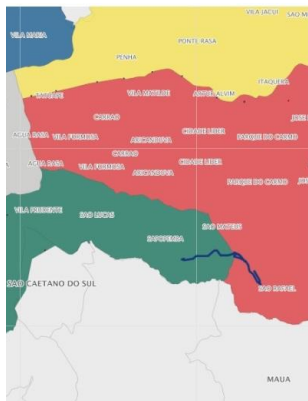 VILA JACUI
VILA MARIA
PONTE RASA
PENHA
ITAQUERA
VILA MATILDE
ARTUR ALVIM
CARRAO
AGUA RASA
VILA FORMOSA
ARICANDUVA
CIDADE LIDER
PARQUE DO CARMO
CARRAO
CIDADE LIDER
AGUA RASA
VILA FORMOSA
ARICANDUVA
PARQUE DO CARMO
VILA PRUDENTE
SAO LUCAS
SAPOPEMBA
SAO MATEUS
SAO CAETANO DO SUL
SAO RAFAEL
MAUA